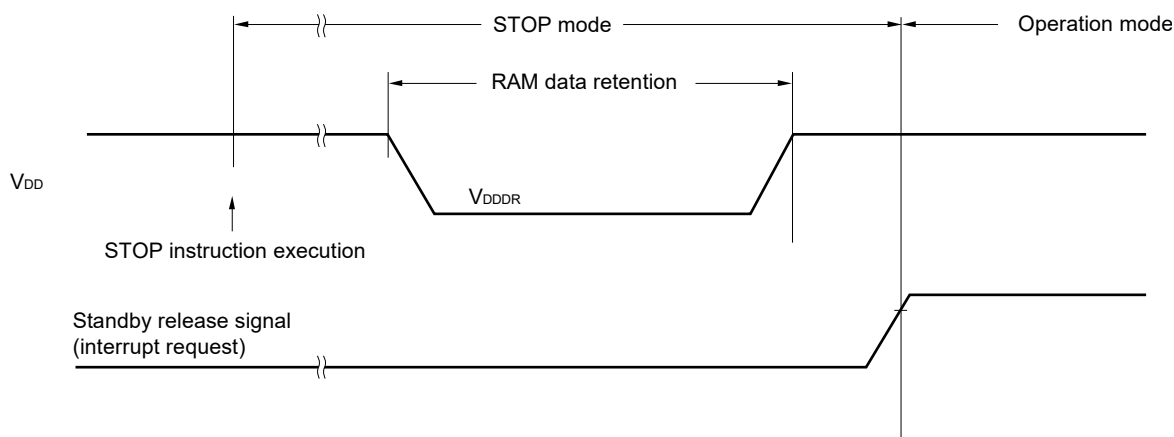 STOP mode
Operation mode
RAM data retention
VDD
VDDDR
STOP instruction execution
Standby release signal
(interrupt request)